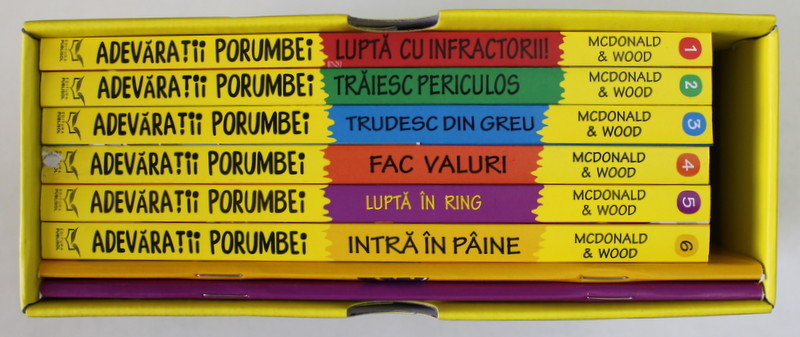 ADEVĂRAȚII PORUMBEI LUPTĂ CU INFRACTORII! MCDONALD & WOOD 1
ADEVĂRAȚII PORUMBEI TRĂIESC PERICULOS MCDONALD & WOOD 2
ADEVĂRAȚII PORUMBEI TRUDESC DIN GREU MCDONALD & WOOD 3
ADEVĂRAȚII PORUMBEI FAC VALURI MCDONALD & WOOD 4
ADEVĂRAȚII PORUMBEI LUPTĂ ÎN RING MCDONALD & WOOD 5
ADEVĂRAȚII PORUMBEI INTRĂ ÎN PÂINE MCDONALD & WOOD 6